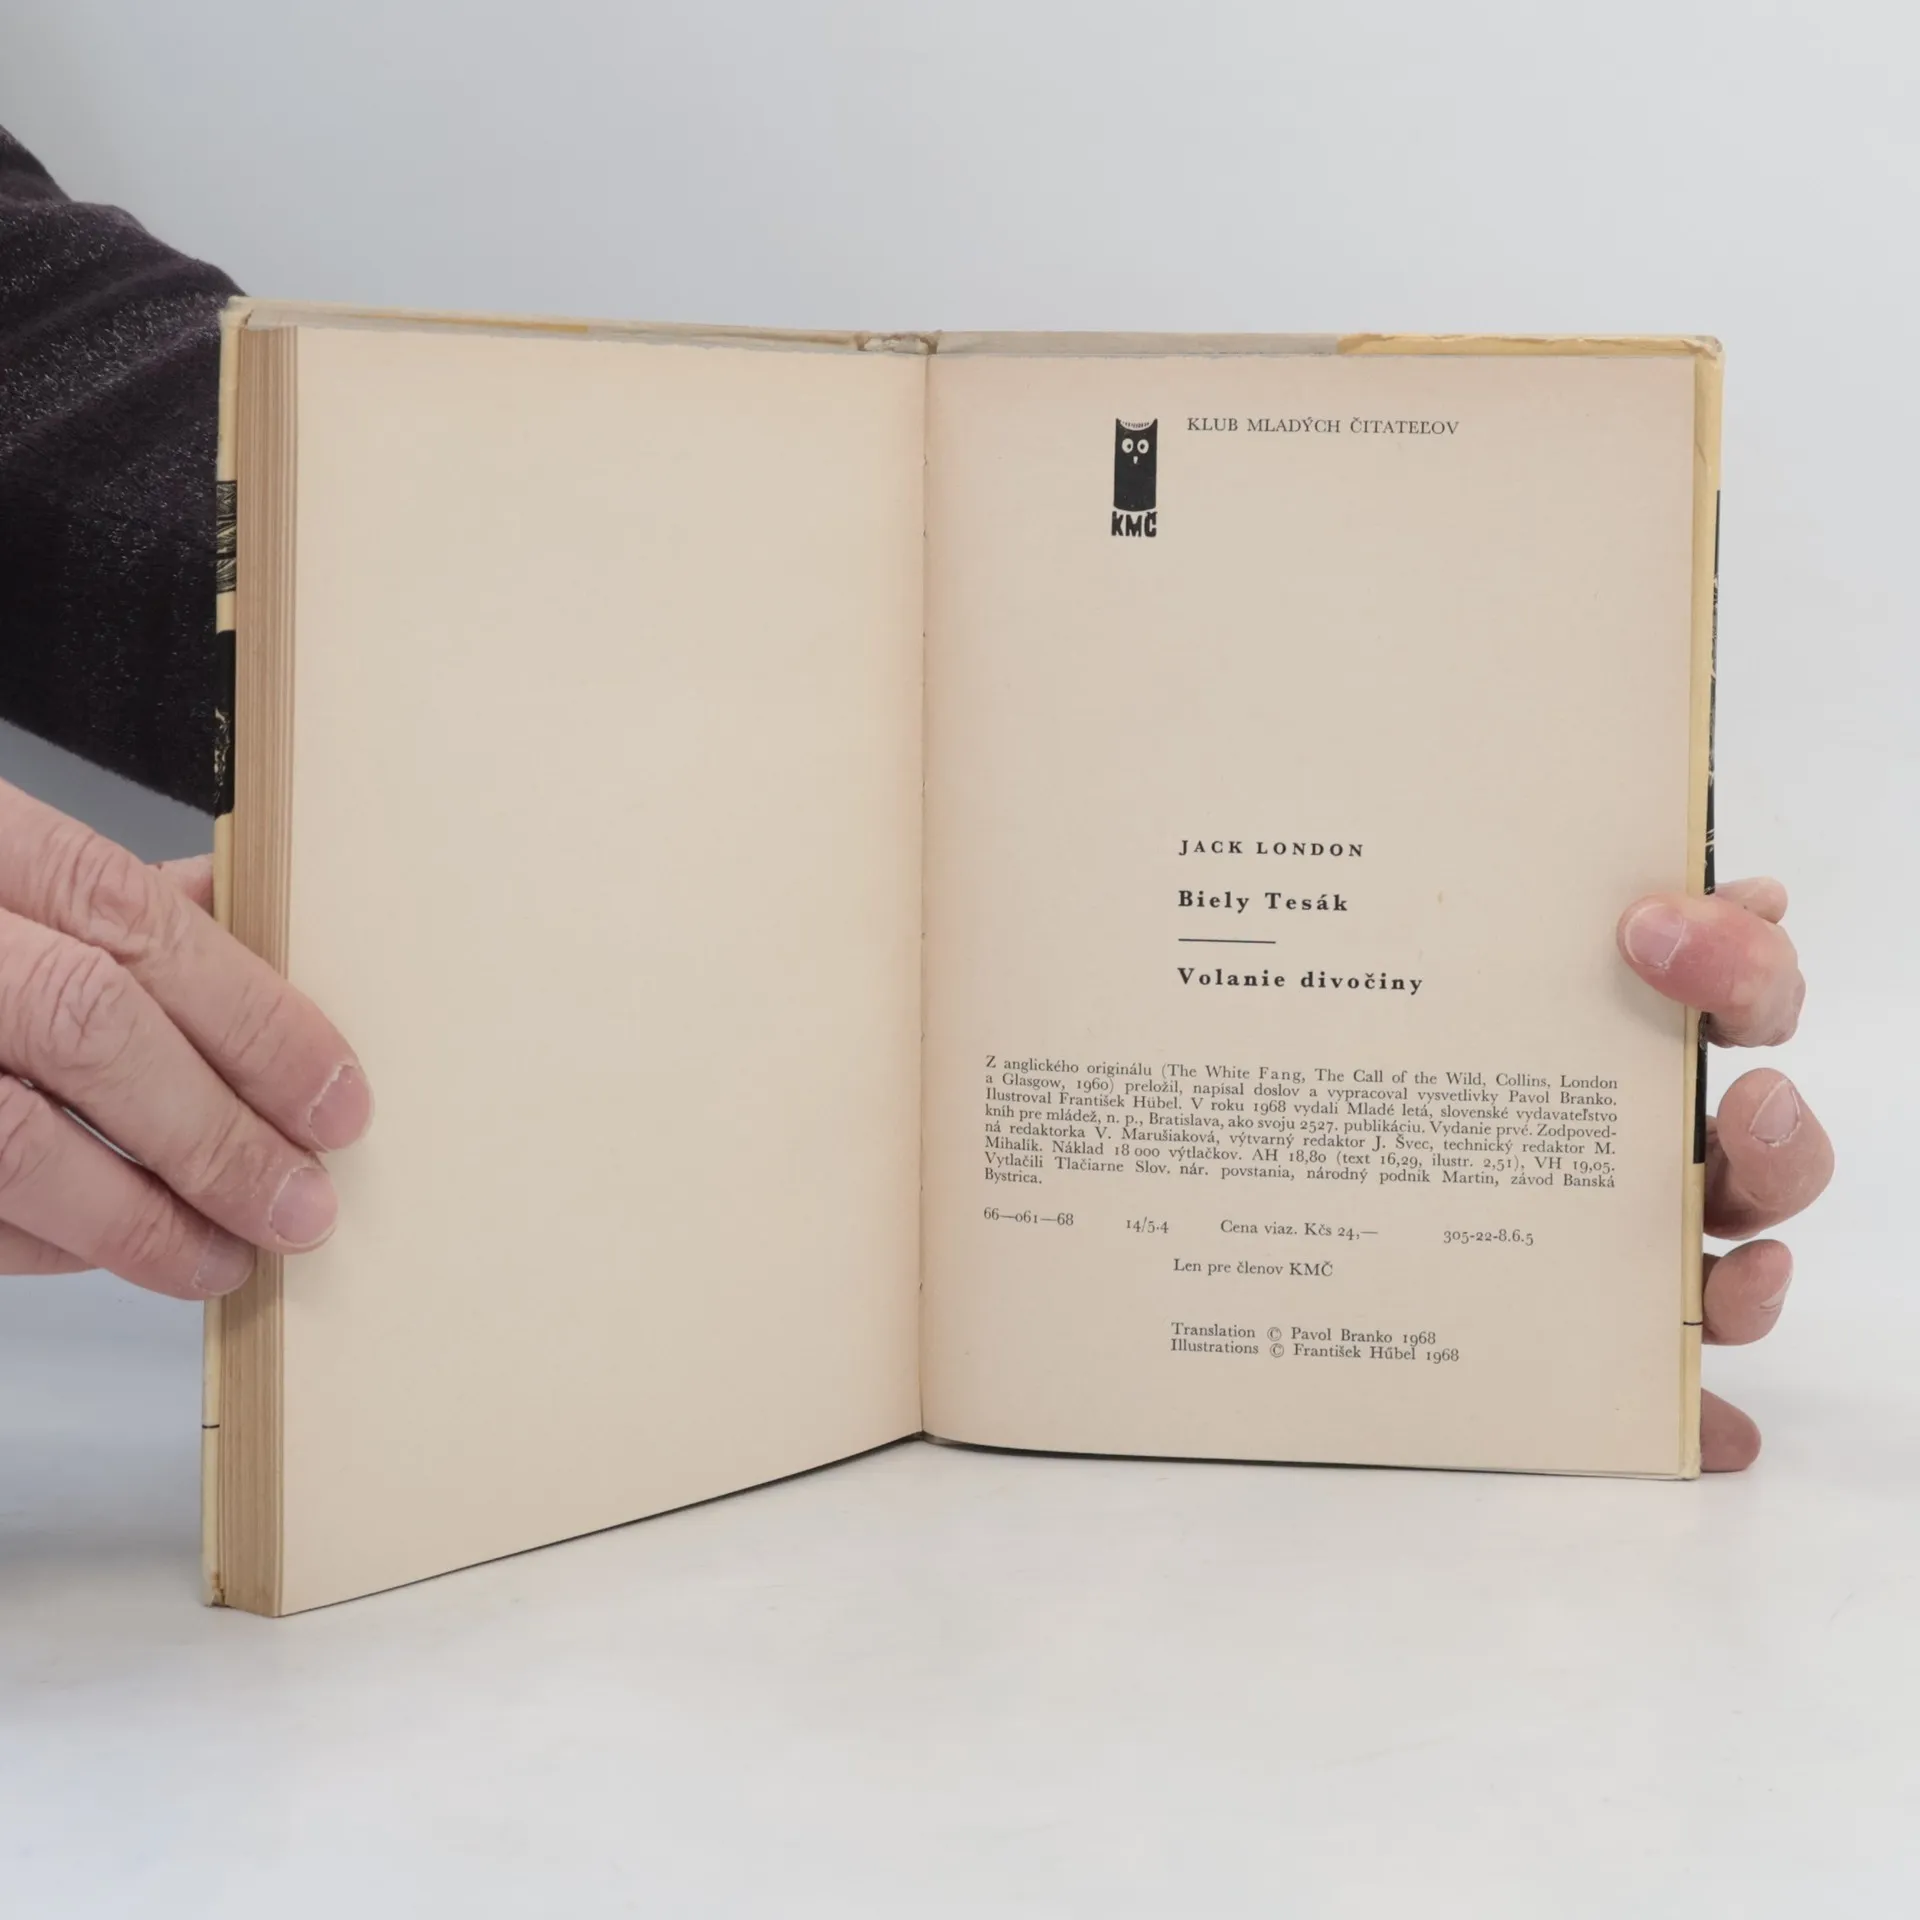 KLUB MLADÝCH ČITATEĽOV
KMČ
JACK LONDON
Biely Tesák
Volanie divočiny
Z anglického originálu (The White Fang, The Call of the Wild, Collins, London
a Glasgow, 1960) preložil, napísal doslov a vypracoval vysvetlivky Pavol Branko.
Ilustroval František Hübel. V roku 1968 vydali Mladé letá, slovenské vydavateľstvo
kníh pre mládež, n. p., Bratislava, ako svoju 2527. publikáciu. Vydanie prvé. Zodpoved-
ná redaktorka V. Marušiaková, výtvarný redaktor J. Švec, technický redaktor M.
Mihalík. Náklad 18 000 výtlačkov. AH 18,80 (text 16,29, ilustr. 2,51), VH 19,05.
Vytlačili Tlačiarne Slov. nár. povstania, národný podnik Martin, závod Banská
Bystrica.
66—061—68 14/5-4 Cena viaz. Kčs 24,— 305-22-8.6.5
Len pre členov KMČ
Translation © Pavol Branko 1968
Illustrations © František Hűbel 1968